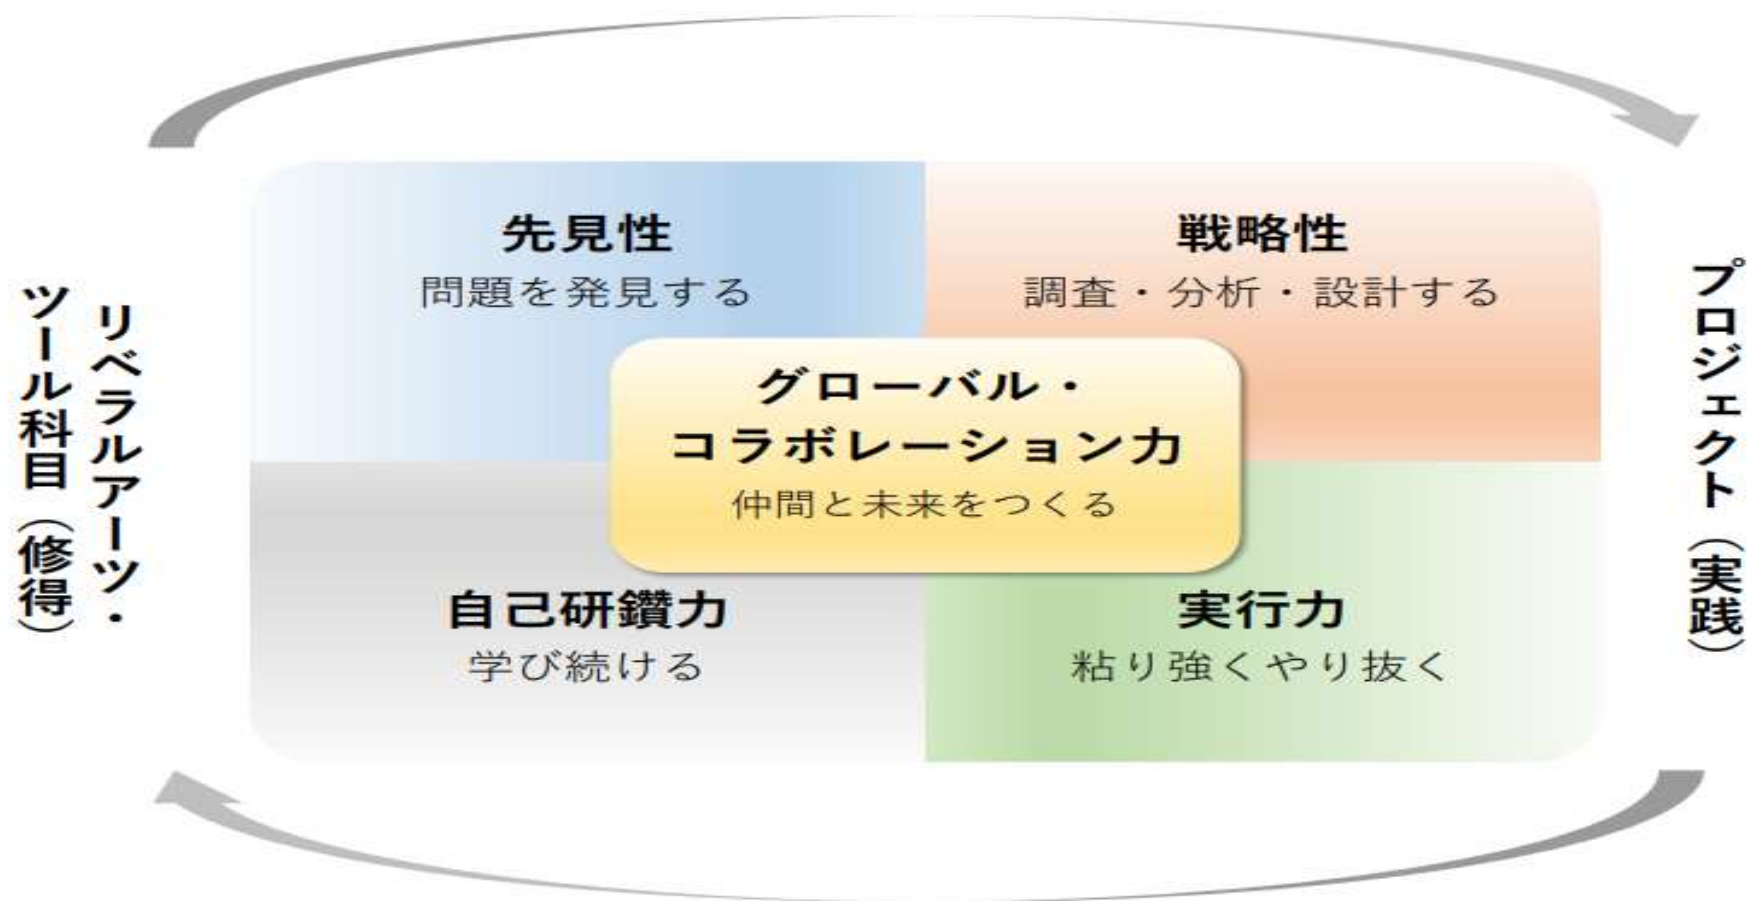 先見性
問題を発見する
戦略性
調査・分析・設計する
グローバル・
コラボレーション力
仲間と未来をつくる
自己研鑽力
学び続ける
実行力
粘り強くやり抜く
リベラルアーツ・
ツール科目（修得）
プロジェクト（実践）